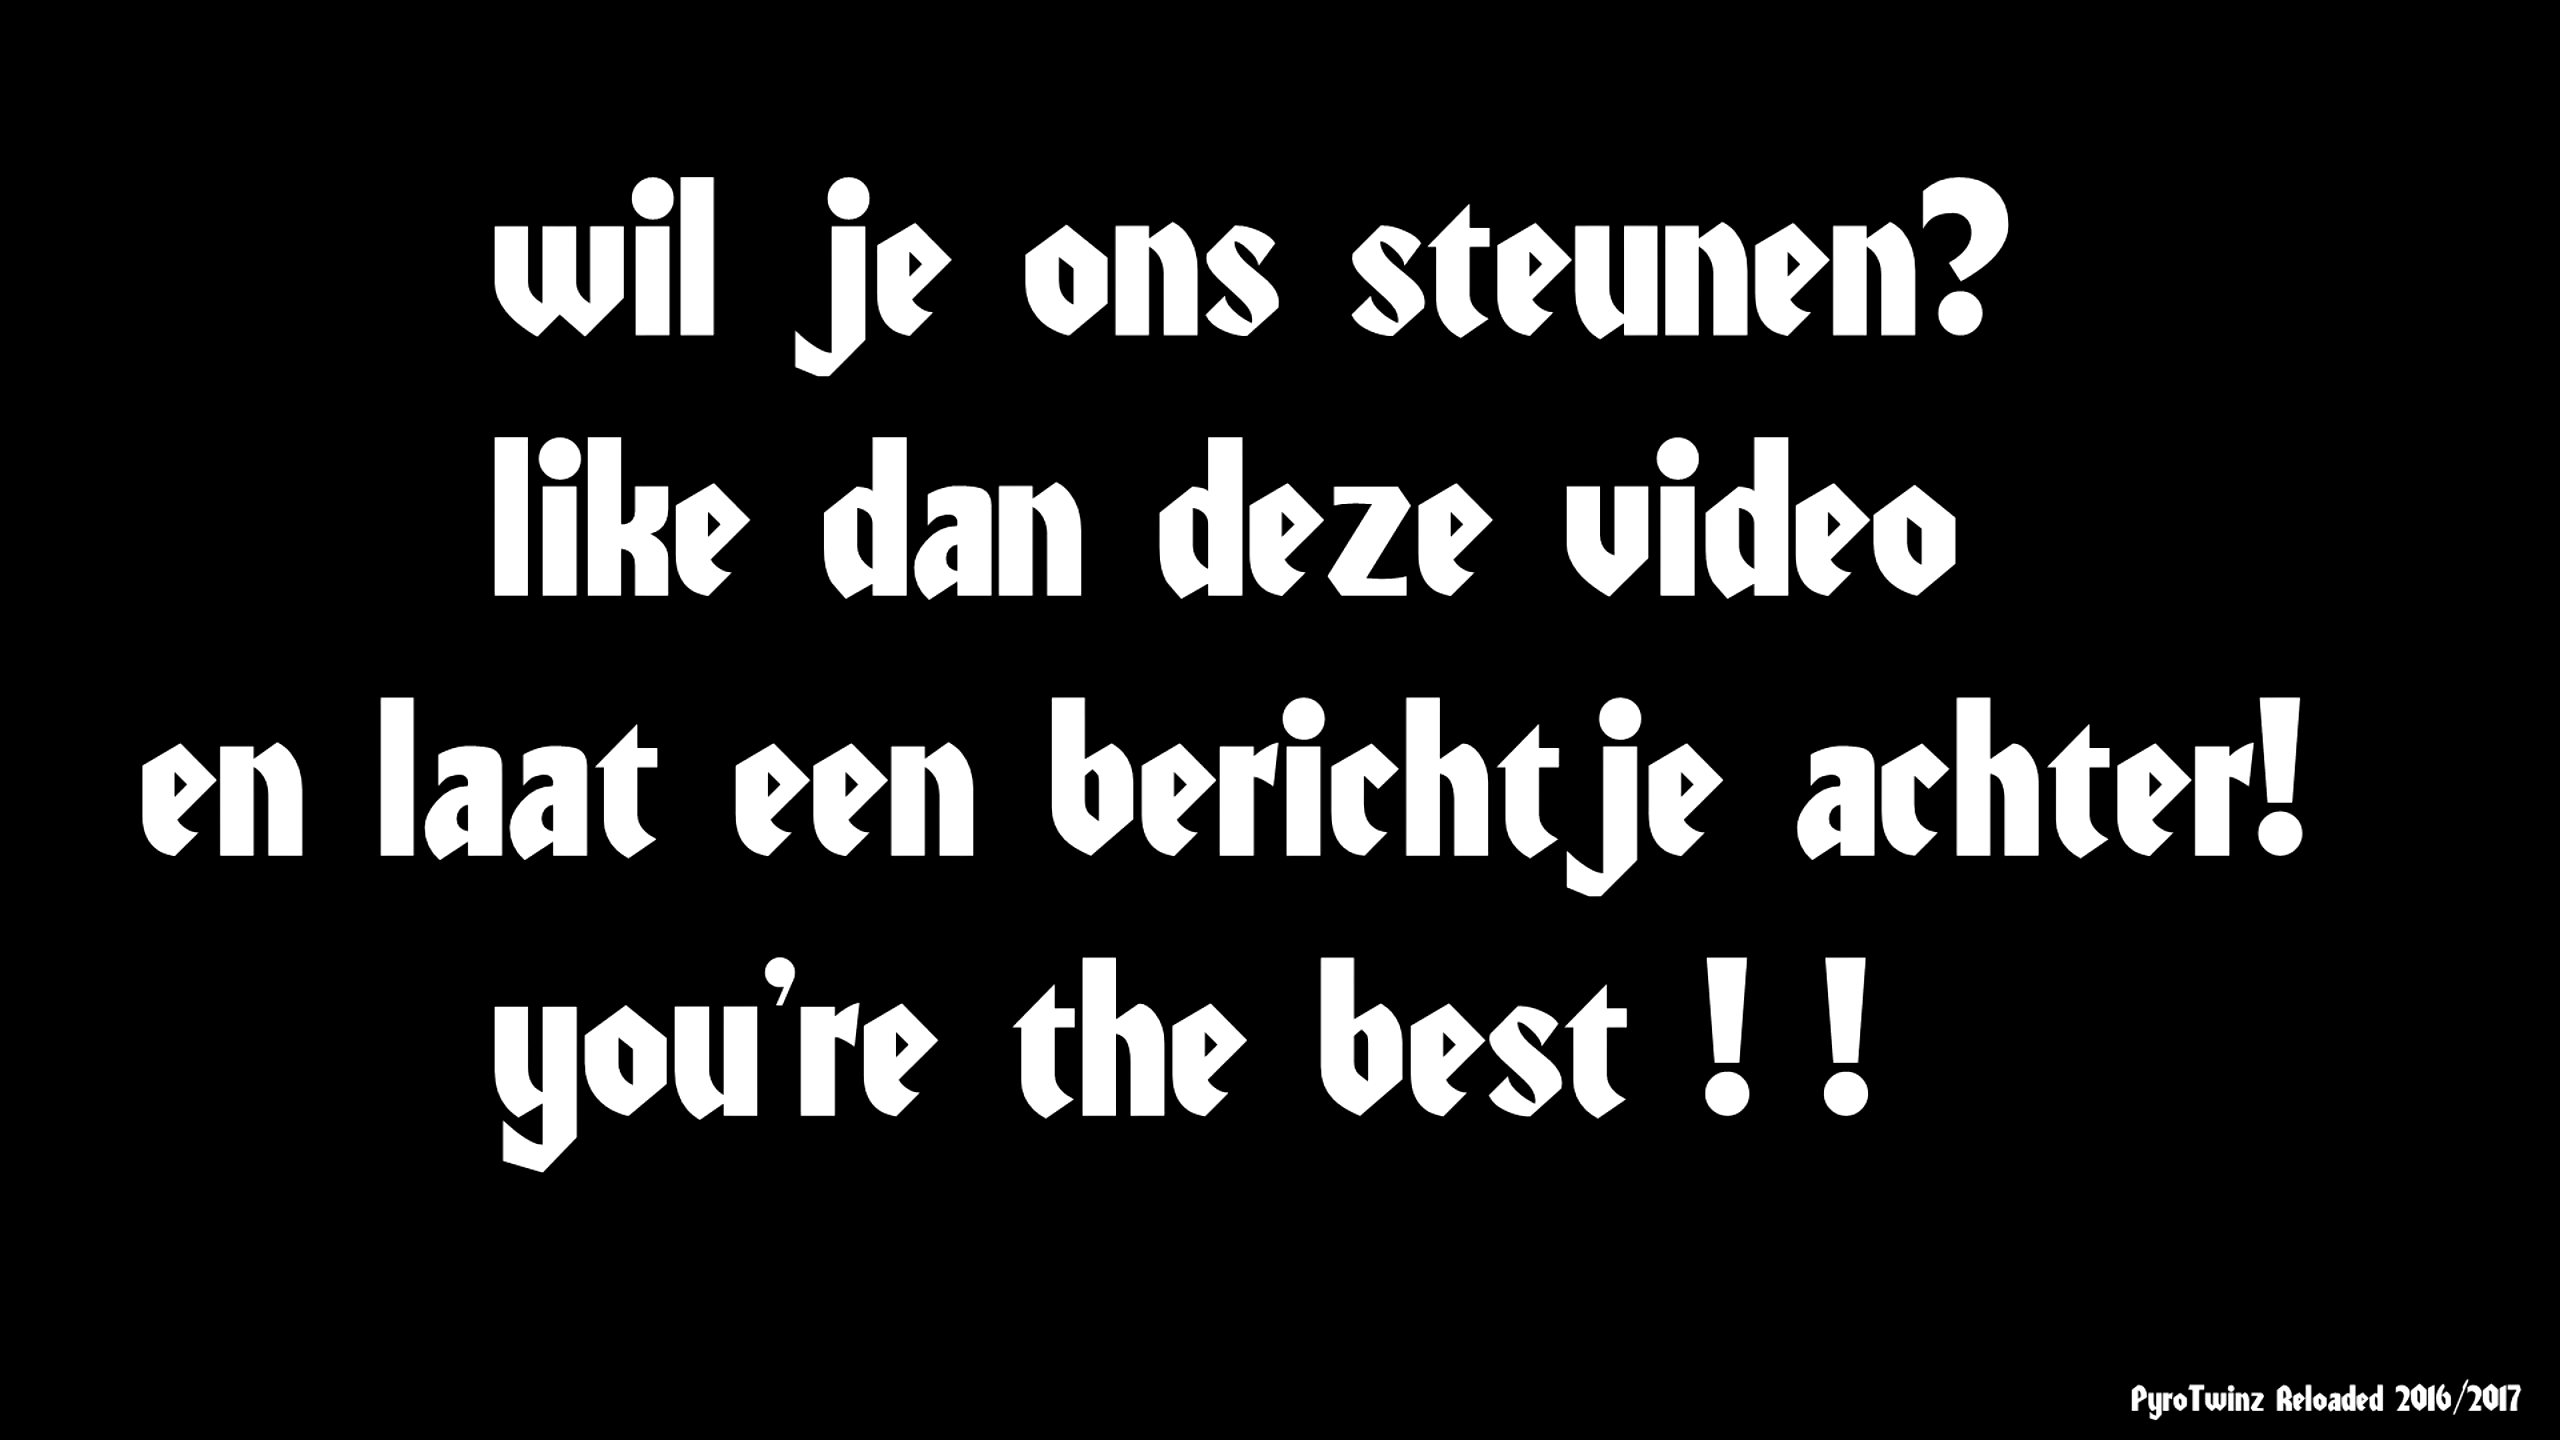 wil je ons steunen?
like dan deze video
en laat een berichtje achter!
you're the best ! !
PyroTwinz Reloaded 2016/2017